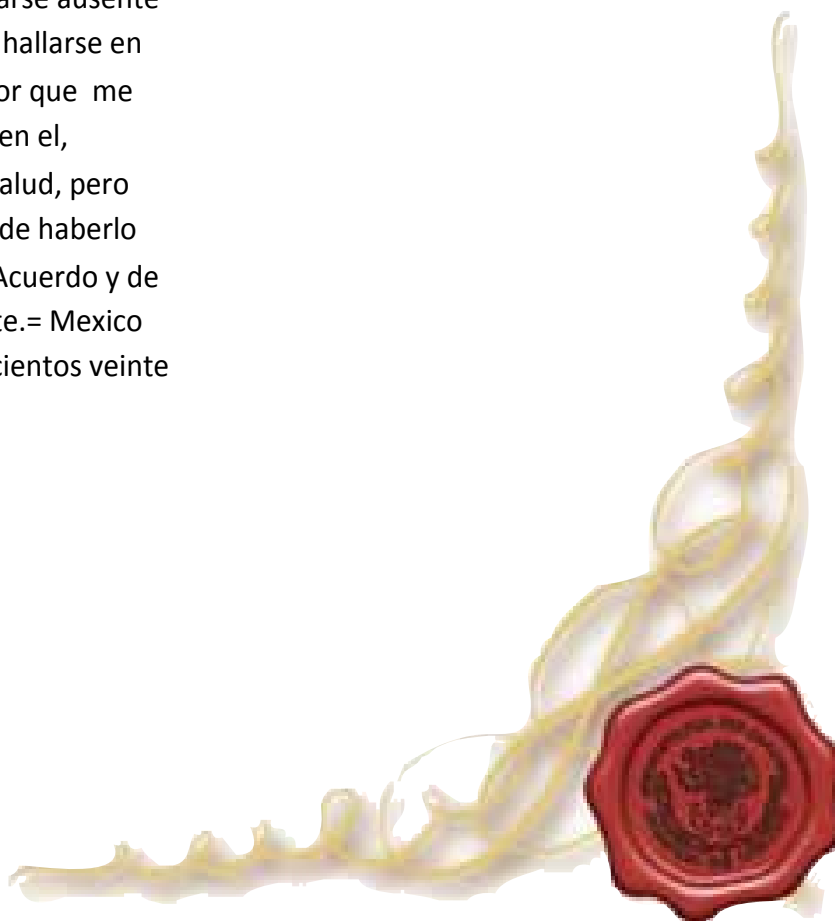 arse ausente
hallarse en
or que me
en el,
alud, pero
de haberlo
Acuerdo y de
te.= Mexico
cientos veinte